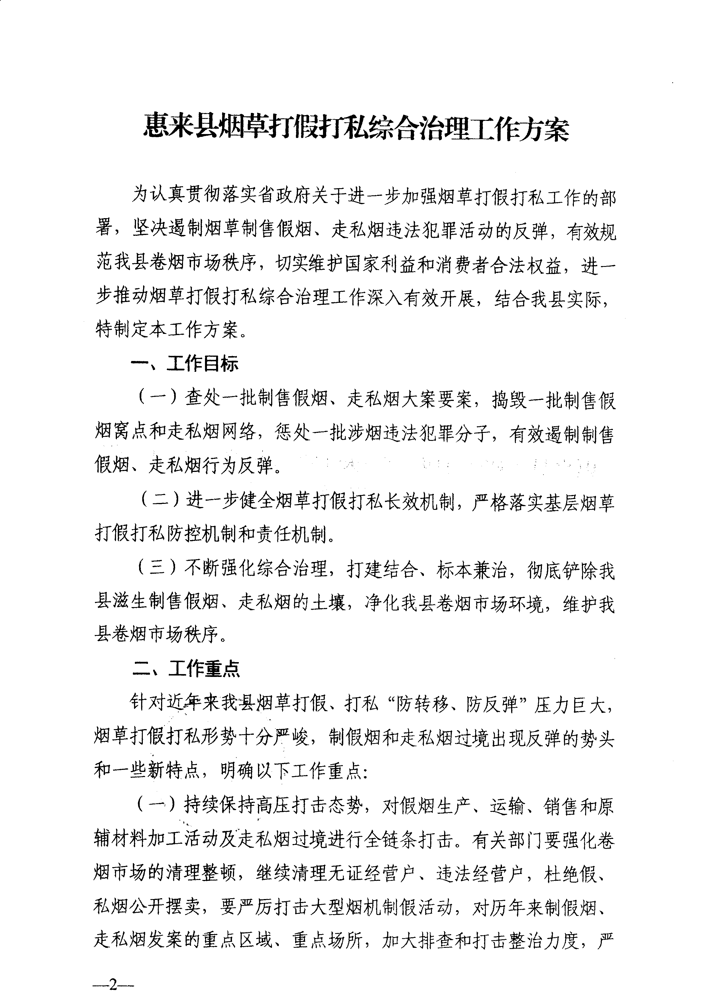 惠来县烟草打假打私综合治理工作方案
为认真贯彻落实省政府关于进一步加强烟草打假打私工作的部
署，坚决遏制烟草制售假烟、走私烟违法犯罪活动的反弹，有效规
范我县卷烟市场秩序，切实维护国家利益和消费者合法权益，进一
步推动烟草打假打私综合治理工作深入有效开展，结合我县实际，
特制定本工作方案。
一、工作目标
（一）查处一批制售假烟、走私烟大案要案，捣毁一批制售假
烟窝点和走私烟网络，惩处一批涉烟违法犯罪分子，有效遏制制售
假烟、走私烟行为反弹。
（二）进一步健全烟草打假打私长效机制，严格落实基层烟草
打假打私防控机制和责任机制。
（三）不断强化综合治理，打建结合、标本兼治，彻底铲除我
县滋生制售假烟、走私烟的土壤，净化我县卷烟市场环境，维护我
县卷烟市场秩序。
二、工作重点
针对近年来我县烟草打假、打私“防转移、防反弹”压力巨大，
烟草打假打私形势十分严峻，制假烟和走私烟过境出现反弹的势头
和一些新特点，明确以下工作重点：
（一）持续保持高压打击态势，对假烟生产、运输、销售和原
辅材料加工活动及走私烟过境进行全链条打击。有关部门要强化卷
烟市场的清理整顿，继续清理无证经营户、违法经营户，杜绝假、
私烟公开摆卖，要严厉打击大型烟机制假活动，对历年来制假烟、
走私烟发案的重点区域、重点场所，加大排查和打击整治力度，严
—2—